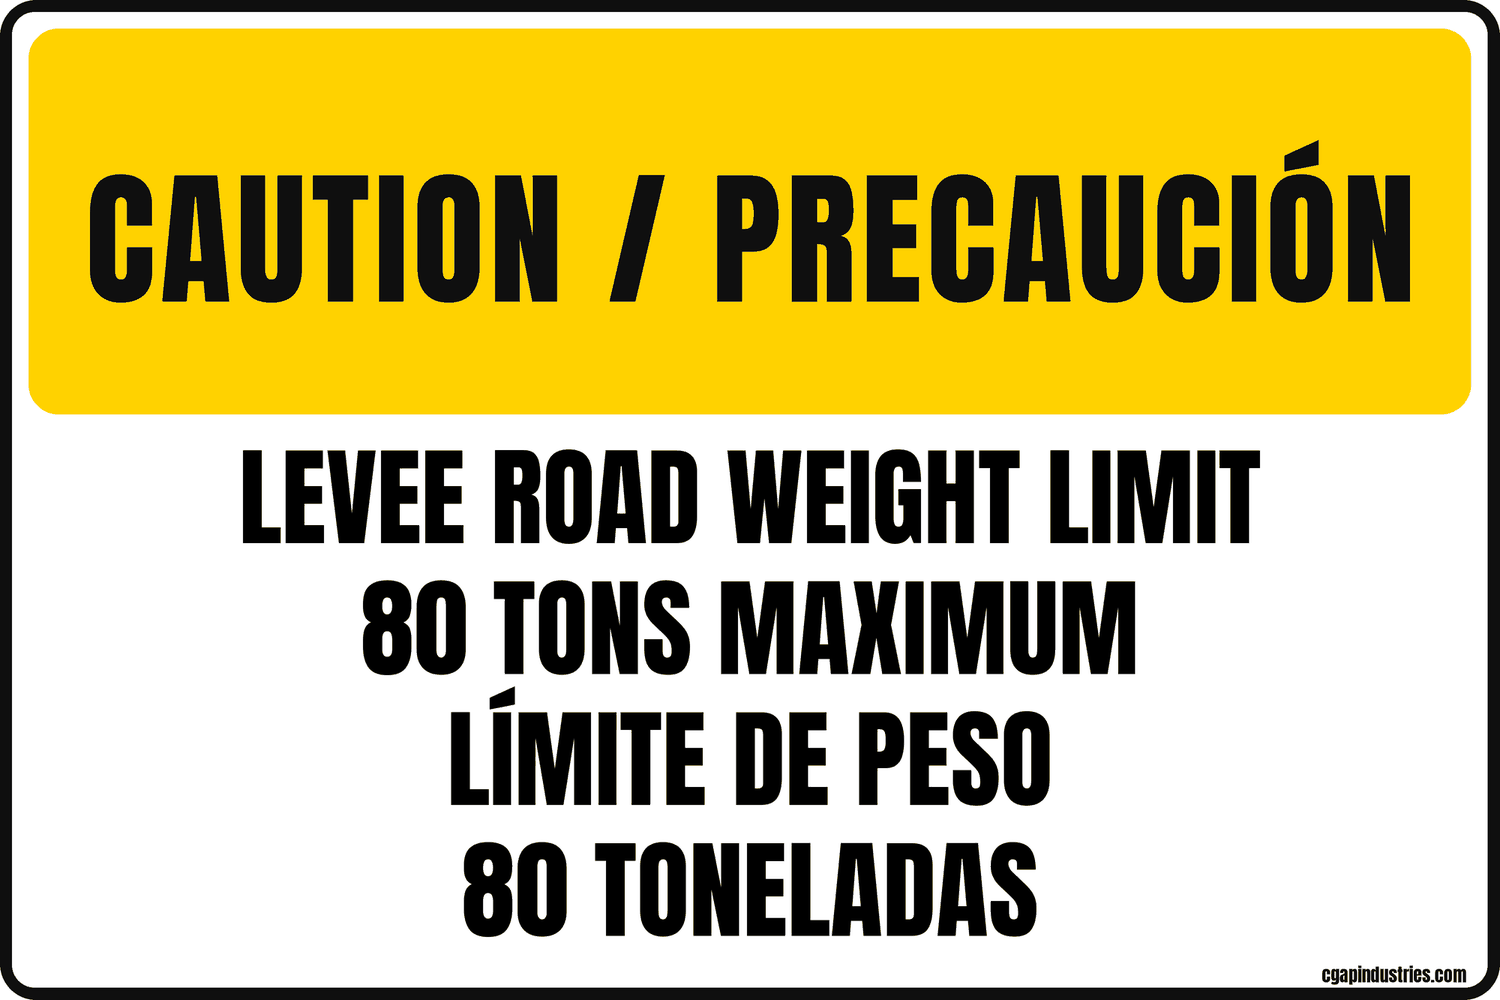 CAUTION / PRECAUCIÓN
LEVEE ROAD WEIGHT LIMIT
80 TONS MAXIMUM
LÍMITE DE PESO
80 TONELADAS
cgapindustries.com